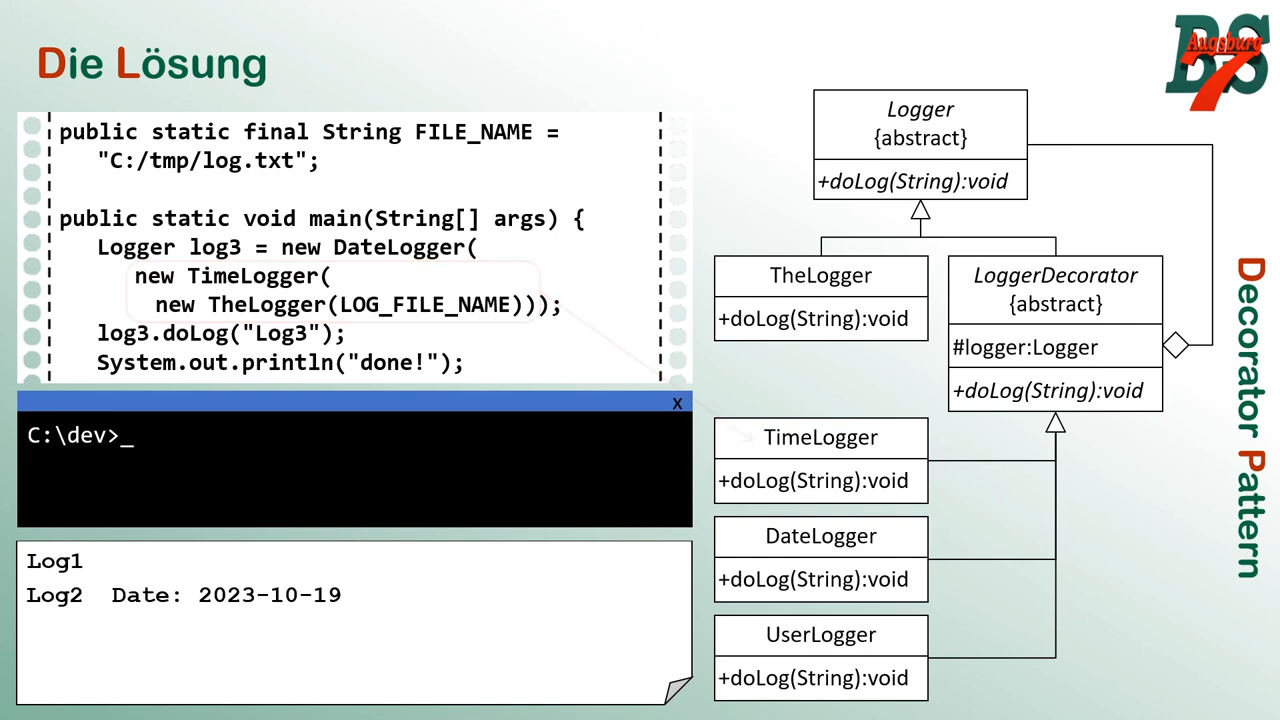 Die Lösung
public static final String FILE_NAME =
"C:/tmp/log.txt";
public static void main(String[] args) {
Logger log3 = new DateLogger(
new TimeLogger(
new TheLogger(LOG_FILE_NAME)));
log3.doLog("Log3");
System.out.println("done!");
X
C:\dev>_
Log1
Log2 Date: 2023-10-19
BS
Augsburg
7
Logger
{abstract}
+doLog(String):void
TheLogger
+doLog(String):void
LoggerDecorator
{abstract}
#logger:Logger
+doLog(String):void
TimeLogger
+doLog(String):void
DateLogger
+doLog(String):void
UserLogger
+doLog(String):void
Decorator Pattern